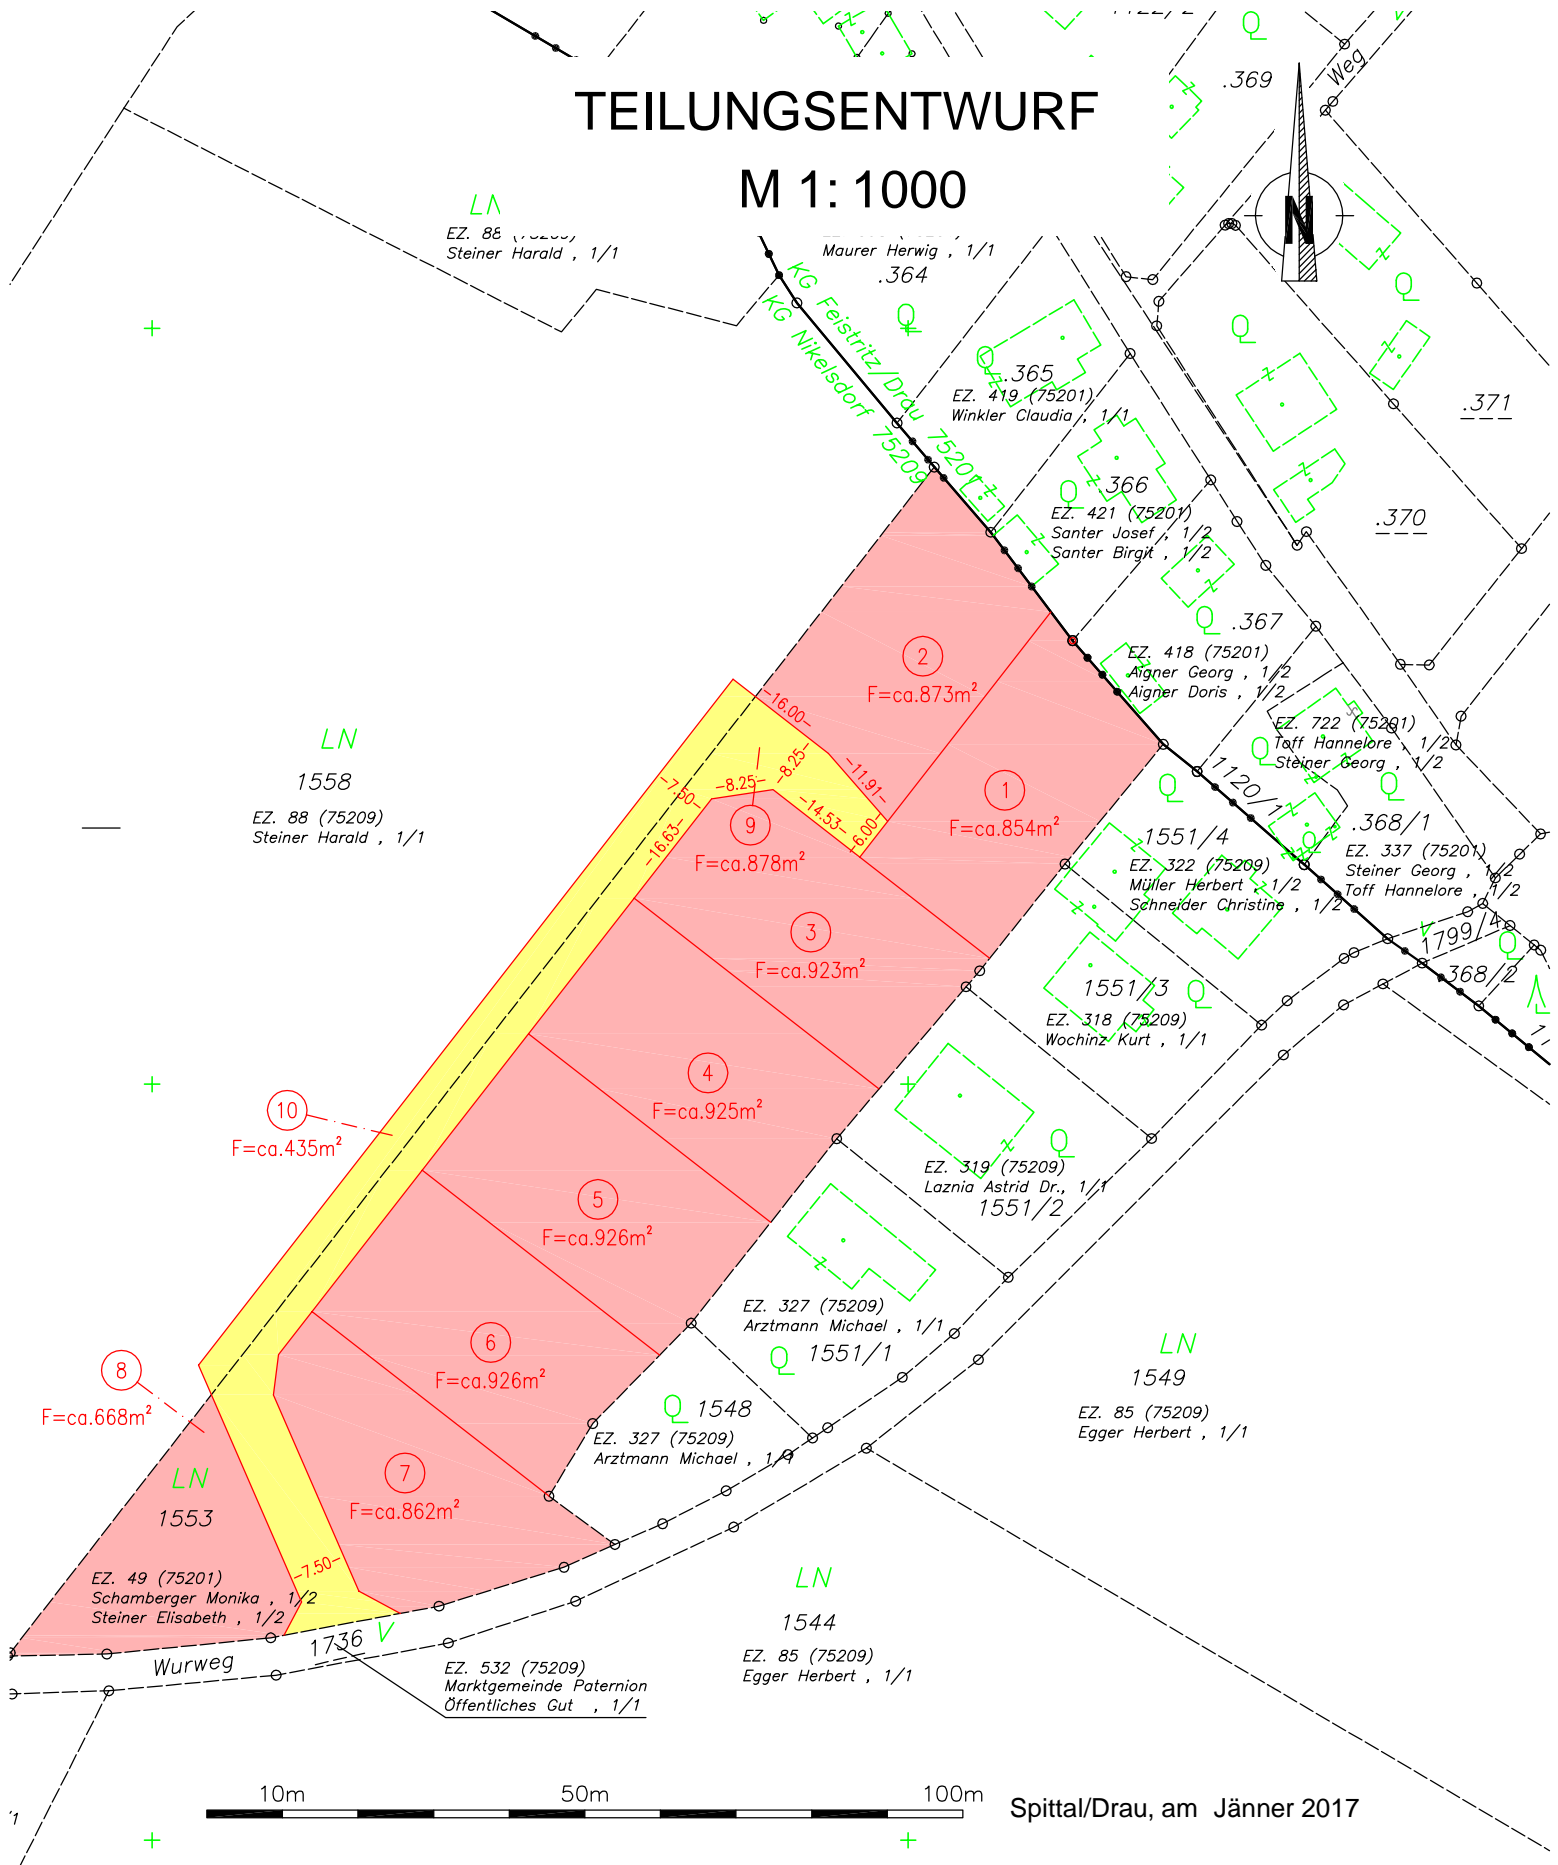 TEILUNGSENTWURF
M 1: 1000
.369
Weg
N
LN
Steiner Harald , 1/1
Maurer Herwig , 1/1
.364
KG Feistritz/Drau 75201
KG Nikelsdorf 75209
.365
EZ. 419 (75201)
Winkler Claudia , 1/1
.371
.366
EZ. 421 (75201)
Santer Josef , 1/2
Santer Birgit , 1/2
.370
.367
EZ. 418 (75201)
Aigner Georg , 1/2
Aigner Doris , 1/2
2
F=ca.873m²
EZ. 722 (75201)
Toff Hannelore , 1/2
Steiner Georg , 1/2
LN
1558
EZ. 88 (75209)
Steiner Harald , 1/1
-16.00-
-11.91-
-8.25-
-8.25-
-7.50-
-14.53-
-6.00-
-16.63-
1
F=ca.854m²
9
F=ca.878m²
1120/1
.368/1
EZ. 337 (75201)
Steiner Georg , 1/2
Toff Hannelore , 1/2
1551/4
EZ. 322 (75209)
Müller Herbert , 1/2
Schneider Christine , 1/2
1799/4
V
368/2
3
F=ca.923m²
1551/3
EZ. 318 (75209)
Wochinz Kurt , 1/1
4
F=ca.925m²
10
F=ca.435m²
EZ. 319 (75209)
Laznia Astrid Dr., 1/1
1551/2
5
F=ca.926m²
EZ. 327 (75209)
Arztmann Michael , 1/1
1551/1
6
F=ca.926m²
8
F=ca.668m²
LN
1549
EZ. 85 (75209)
Egger Herbert , 1/1
1548
EZ. 327 (75209)
Arztmann Michael , 1/1
7
F=ca.862m²
LN
1553
EZ. 49 (75201)
Schamberger Monika , 1/2
Steiner Elisabeth , 1/2
-7.50-
LN
1544
EZ. 85 (75209)
Egger Herbert , 1/1
Wurweg
1736
V
EZ. 532 (75209)
Marktgemeinde Paternion
Öffentliches Gut , 1/1
10m 50m 100m
Spittal/Drau, am Jänner 2017